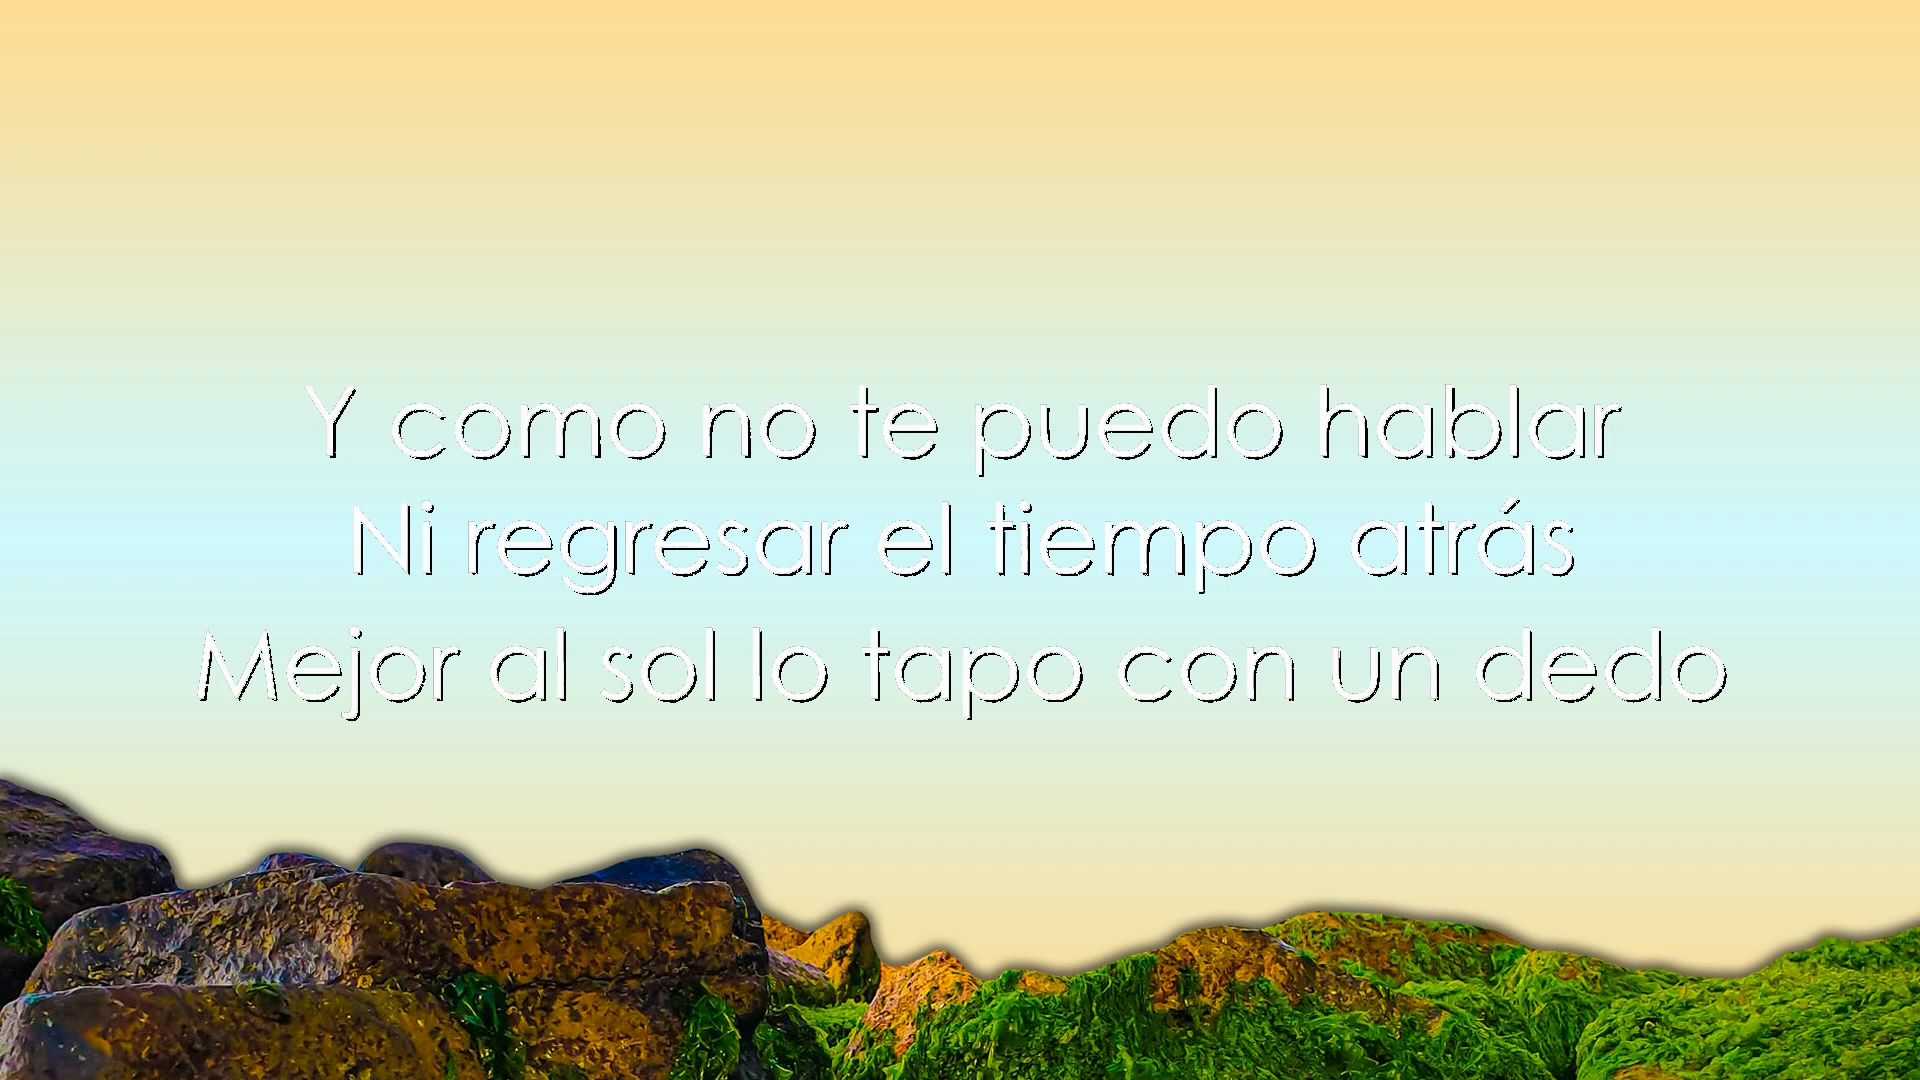 Y como no te puedo hablar
Ni regresar el tiempo atrás
Mejor al sol lo tapo con un dedo